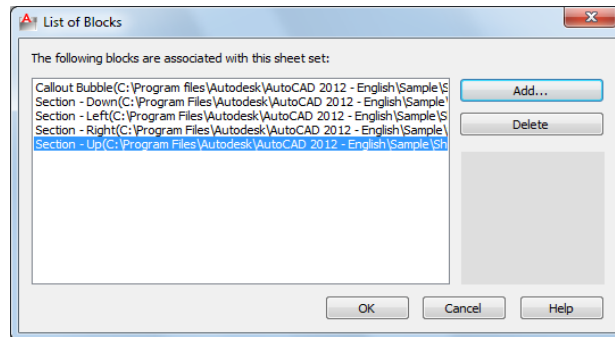 List of Blocks
The following blocks are associated with this sheet set:
Callout Bubble(C:\Program files\Autodesk\AutoCAD 2012 - English\Sample\S
Section - Down(C:\Program Files\Autodesk\AutoCAD 2012 - English\Sample\
Section - Left(C:\Program Files\Autodesk\AutoCAD 2012 - English\Sample\S
Section - Right(C:\Program Files\Autodesk\AutoCAD 2012 - English\Sample\
Section - Up(C:\Program Files\Autodesk\AutoCAD 2012 - English\Sample\Sh
Add...
Delete
OK
Cancel
Help